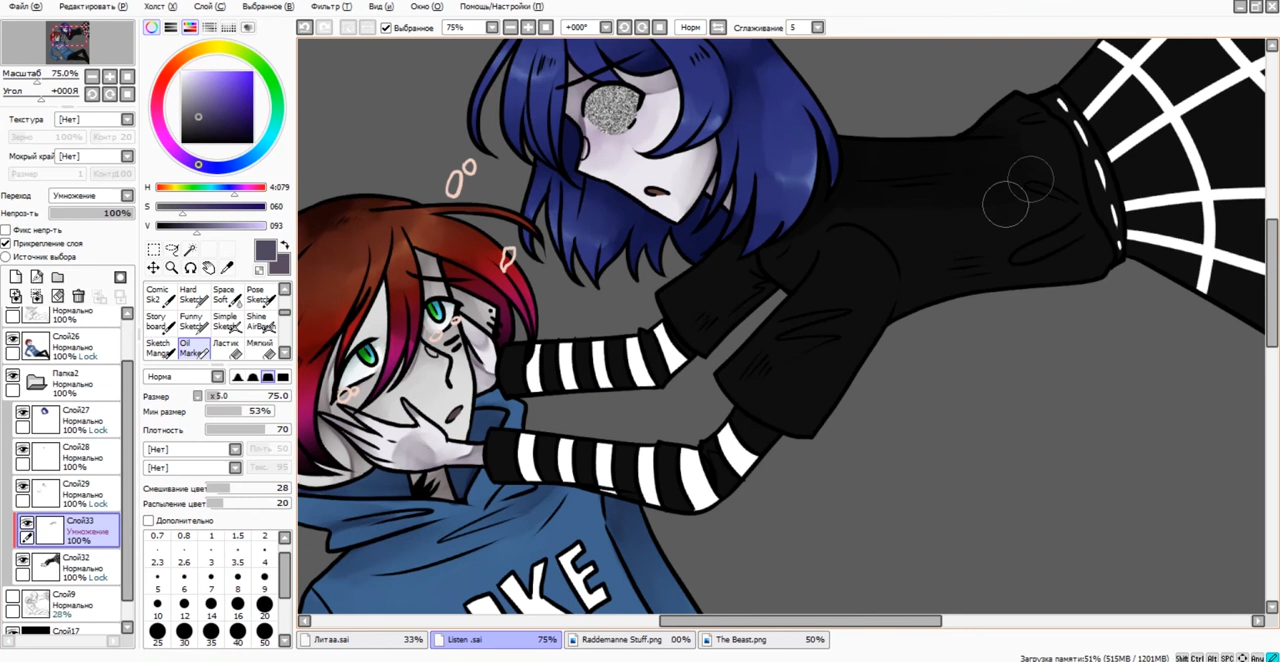 Файл (Ф) Редактировать (Р) Холст (Х) Слой (С) Выбранное (В) Фильтр (Т) Вид (и) Окно (О) Помощь/Настройки (П)
Выбранное 75% +000° Норм Сглаживание 5
Масштаб 75.0%
Угол +000Я
Текстура [Нет]
Зерно 100% Контр 20
Мокрый край [Нет]
Размер 1 Контр 100
Переход Умножение
Непроз-ть 100%
Фикс непр-ть
Прикрепление слоя
Источник выбора
Нормально
100%
Слой26
Нормально
100% Lock
Папка2
Нормально
100%
Слой27
Нормально
100%
Слой28
Нормально
100%
Слой29
Нормально
100% Lock
Слой33
Умножение
100%
Слой32
Нормально
100% Lock
Слой9
Нормально
28%
Слой17
H 4:079
S 060
V 093
Comic Sk2
Hard Sketch
Space Soft
Pose Sketch
Story board
Funny Sketch
Simple Sketch
Shine AirBrush
Sketch Manga
Oil Marker
Ластик
Мягкий
Норма
Размер x 5.0 75.0
Мин размер 53%
Плотность 70
[Нет] 50
[Нет] 95
Смешивание цвет 28
Распыление цвет 20
Дополнительно
0.7 0.8 1 1.5 2
2.3 2.6 3 3.5 4
5 6 7 8 9
10 12 14 16 20
25 30 35 40 50
KE
Литаа.sai 33%
Listen .sai 75%
Raddemanne Stuff.png 00%
The Beast.png 50%
Загрузка памяти:51% (515MB / 1201MB) Shft Ctrl Alt SPC Any